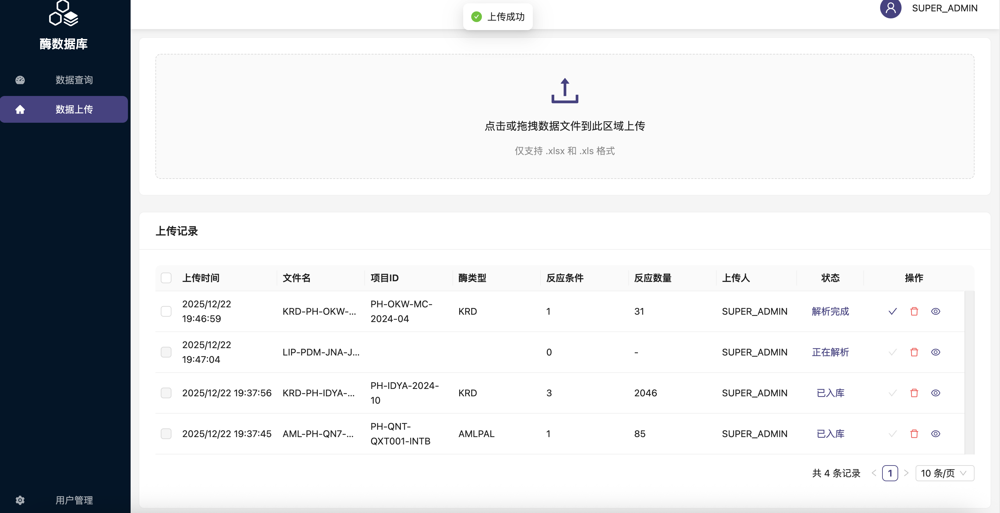 上传成功
SUPER_ADMIN
酶数据库
数据查询
数据上传
用户管理
点击或拖拽数据文件到此区域上传
仅支持 .xlsx 和 .xls 格式
上传记录
上传时间 文件名 项目ID 酶类型 反应条件 反应数量 上传人 状态 操作
2025/12/22 19:46:59 KRD-PH-OKW-... PH-OKW-MC-2024-04 KRD 1 31 SUPER_ADMIN 解析完成
2025/12/22 19:47:04 LIP-PDM-JNA-J... 0 - SUPER_ADMIN 正在解析
2025/12/22 19:37:56 KRD-PH-IDYA-... PH-IDYA-2024-10 KRD 3 2046 SUPER_ADMIN 已入库
2025/12/22 19:37:45 AML-PH-QN7-... PH-QNT-QXT001-INTB AMLPAL 1 85 SUPER_ADMIN 已入库
共 4 条记录 < 1 > 10 条/页